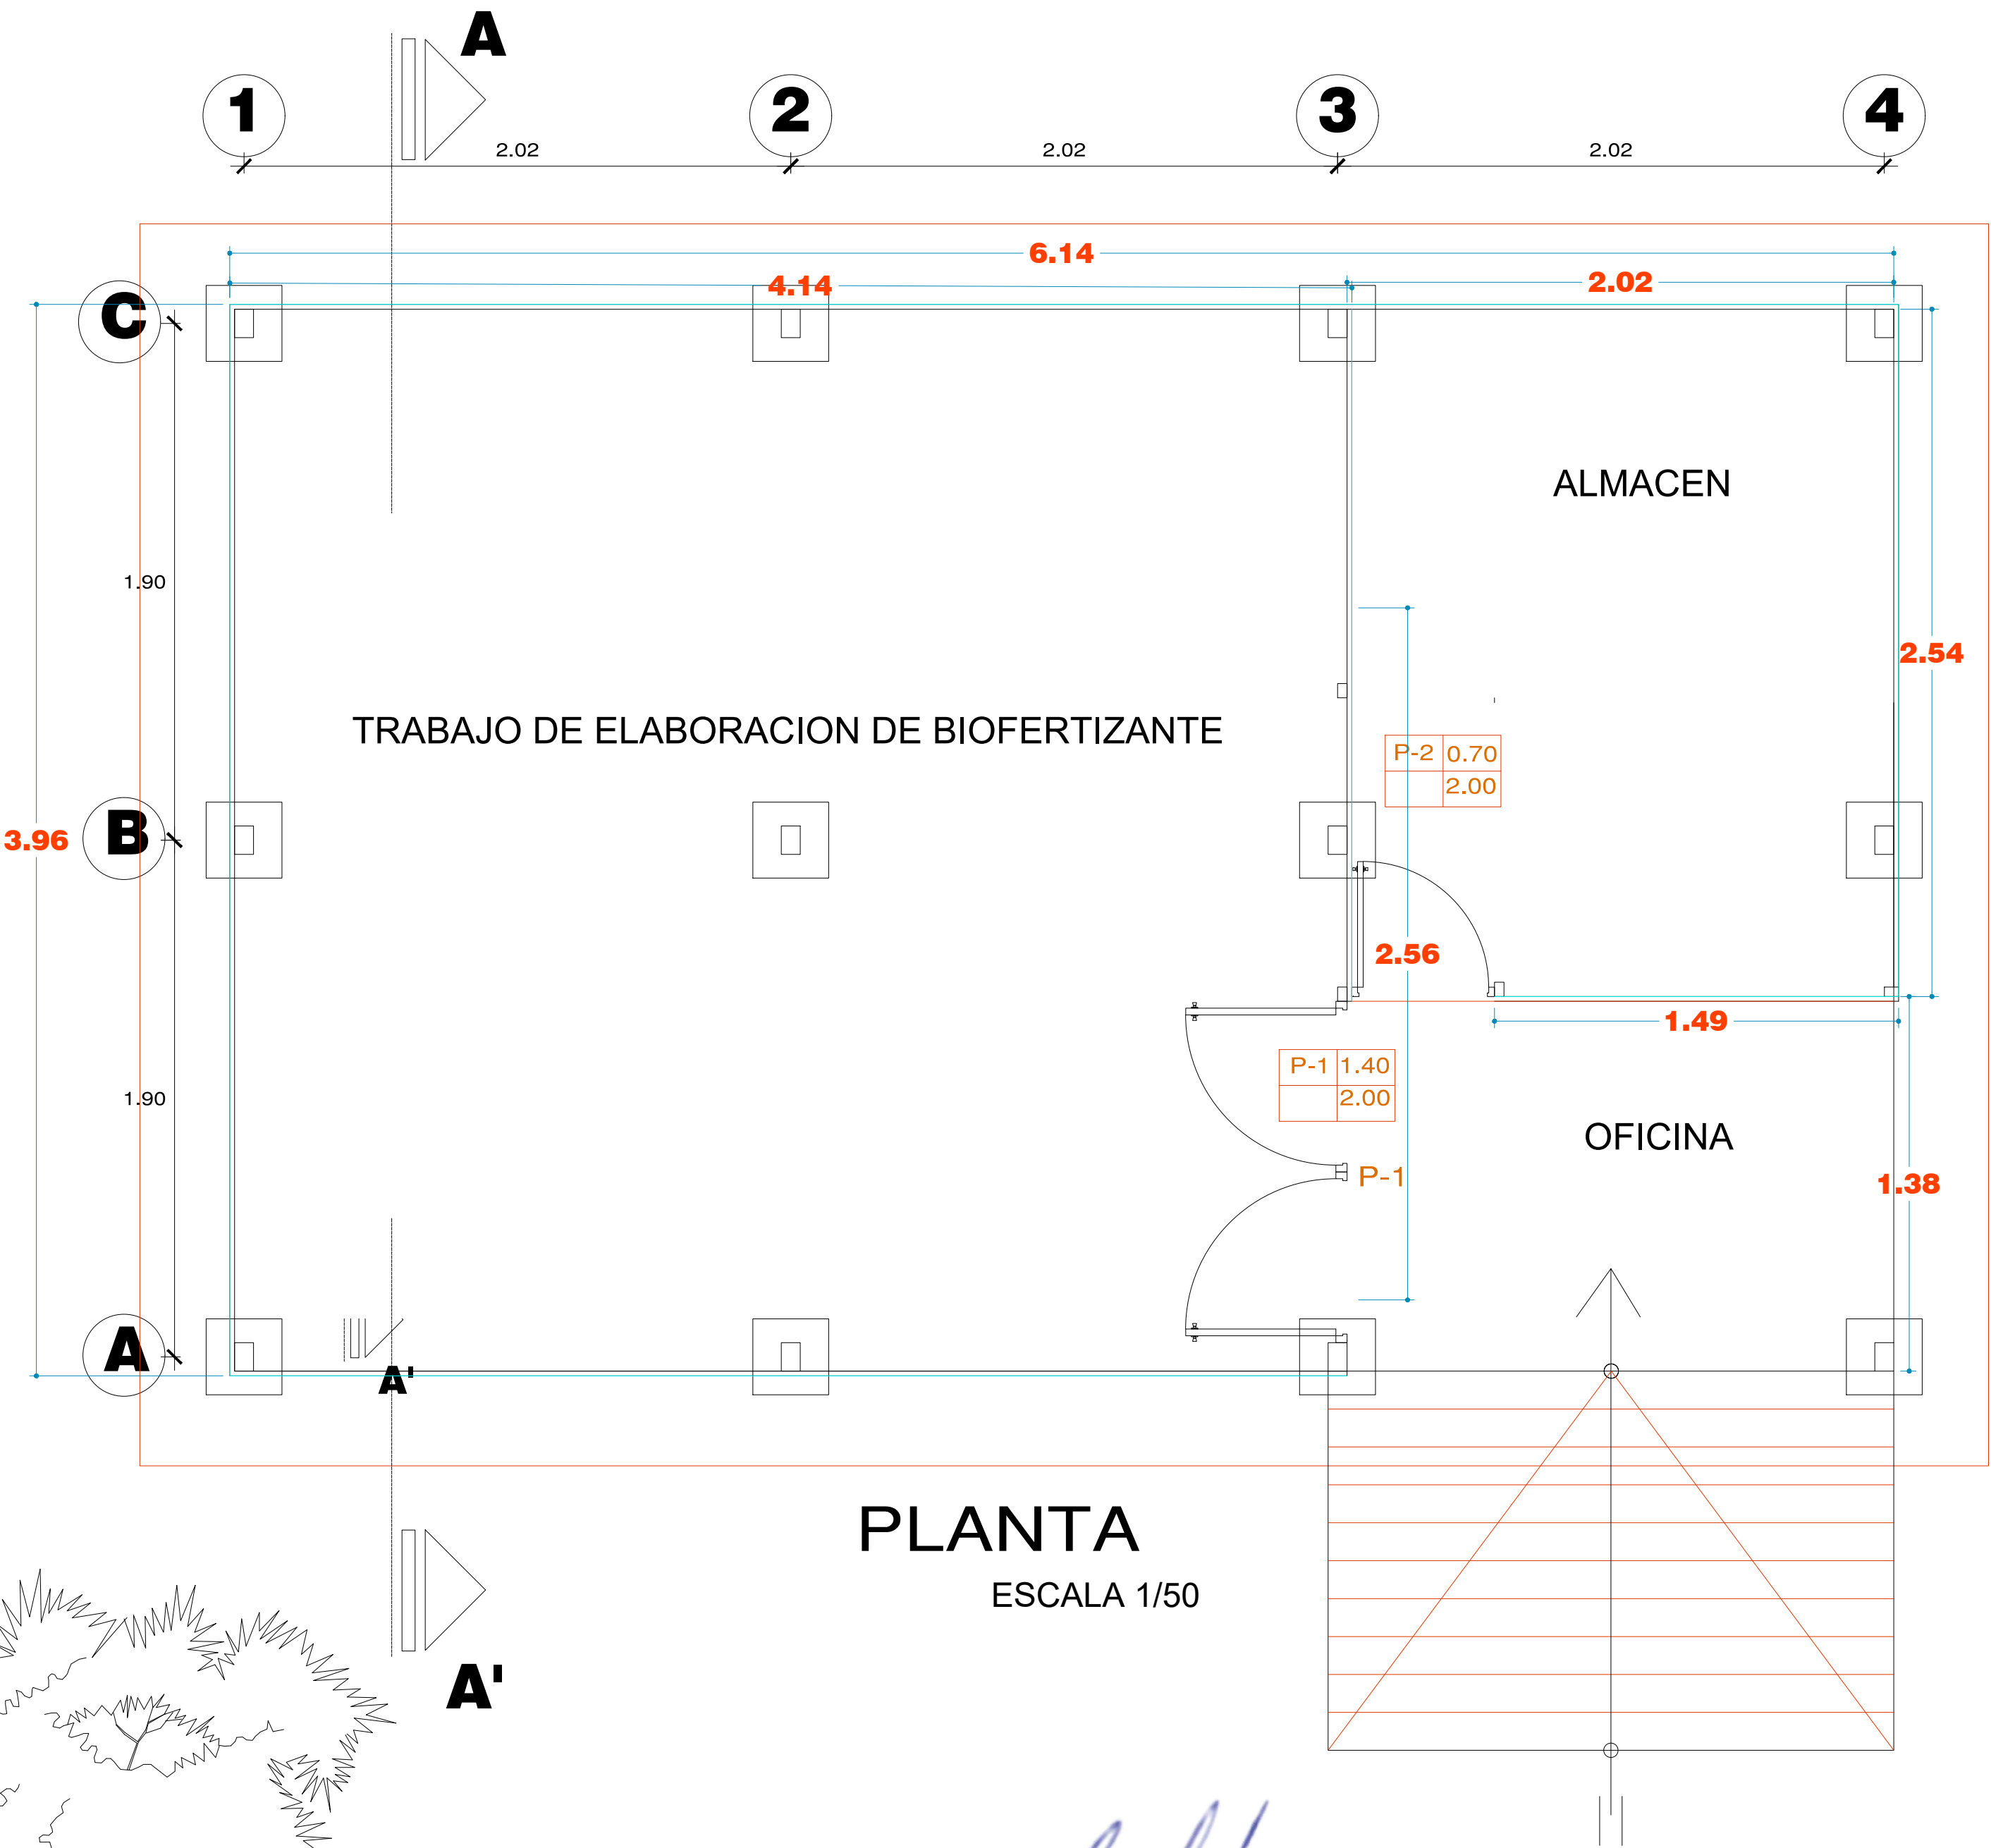 A
1
2
3
4
2.02
2.02
2.02
6.14
4.14
2.02
C
ALMACEN
1.90
2.54
TRABAJO DE ELABORACION DE BIOFERTIZANTE
P-2 0.70
2.00
B
3.96
2.56
1.49
P-1 1.40
2.00
1.90
OFICINA
P-1
1.38
A
A'
PLANTA
ESCALA 1/50
A'